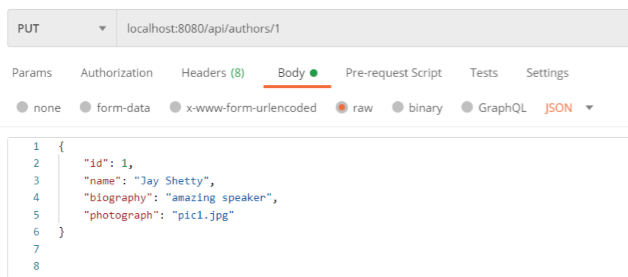 PUT localhost:8080/api/authors/1
Params Authorization Headers (8) Body Pre-request Script Tests Settings
none form-data x-www-form-urlencoded raw binary GraphQL JSON
1 {
2 "id": 1,
3 "name": "Jay Shetty",
4 "biography": "amazing speaker",
5 "photograph": "pic1.jpg"
6 }
7
8